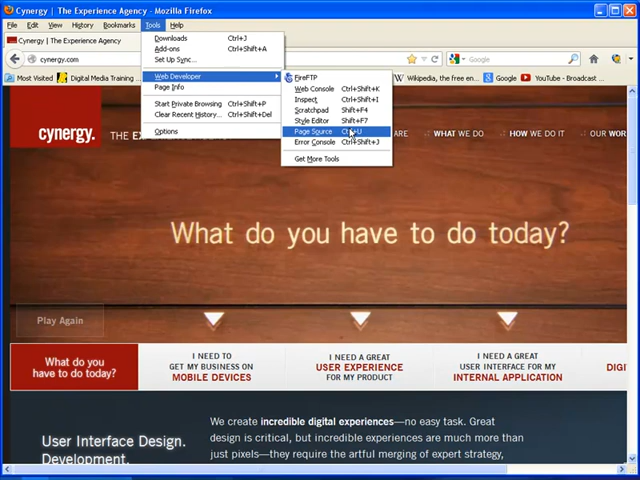 Cynergy | The Experience Agency - Mozilla Firefox
File Edit View History Bookmarks Tools Help
Cynergy | The Experience Agency
cynergy.com
Google
Most Visited Digital Media Training ... Wikipedia, the free en... Google YouTube - Broadcast ...
Downloads Ctrl+J
Add-ons Ctrl+Shift+A
Set Up Sync...
Web Developer
Page Info
Start Private Browsing Ctrl+Shift+P
Clear Recent History... Ctrl+Shift+Del
Options
FireFTP
Web Console Ctrl+Shift+K
Inspect Ctrl+Shift+I
Scratchpad Shift+F4
Style Editor Shift+F7
Page Source Ctrl+U
Error Console Ctrl+Shift+J
Get More Tools
cynergy.
THE EX
ARE WHAT WE DO HOW WE DO IT OUR WOR
What do you have to do today?
Play Again
What do you
have to do today?
I NEED TO
GET MY BUSINESS ON
MOBILE DEVICES
I NEED A GREAT
USER EXPERIENCE
FOR MY PRODUCT
I NEED A GREAT
USER INTERFACE FOR MY
INTERNAL APPLICATION
DIGI
User Interface Design.
Development.
We create incredible digital experiences—no easy task. Great
design is critical, but incredible experiences are much more than
just pixels—they require the artful merging of expert strategy,